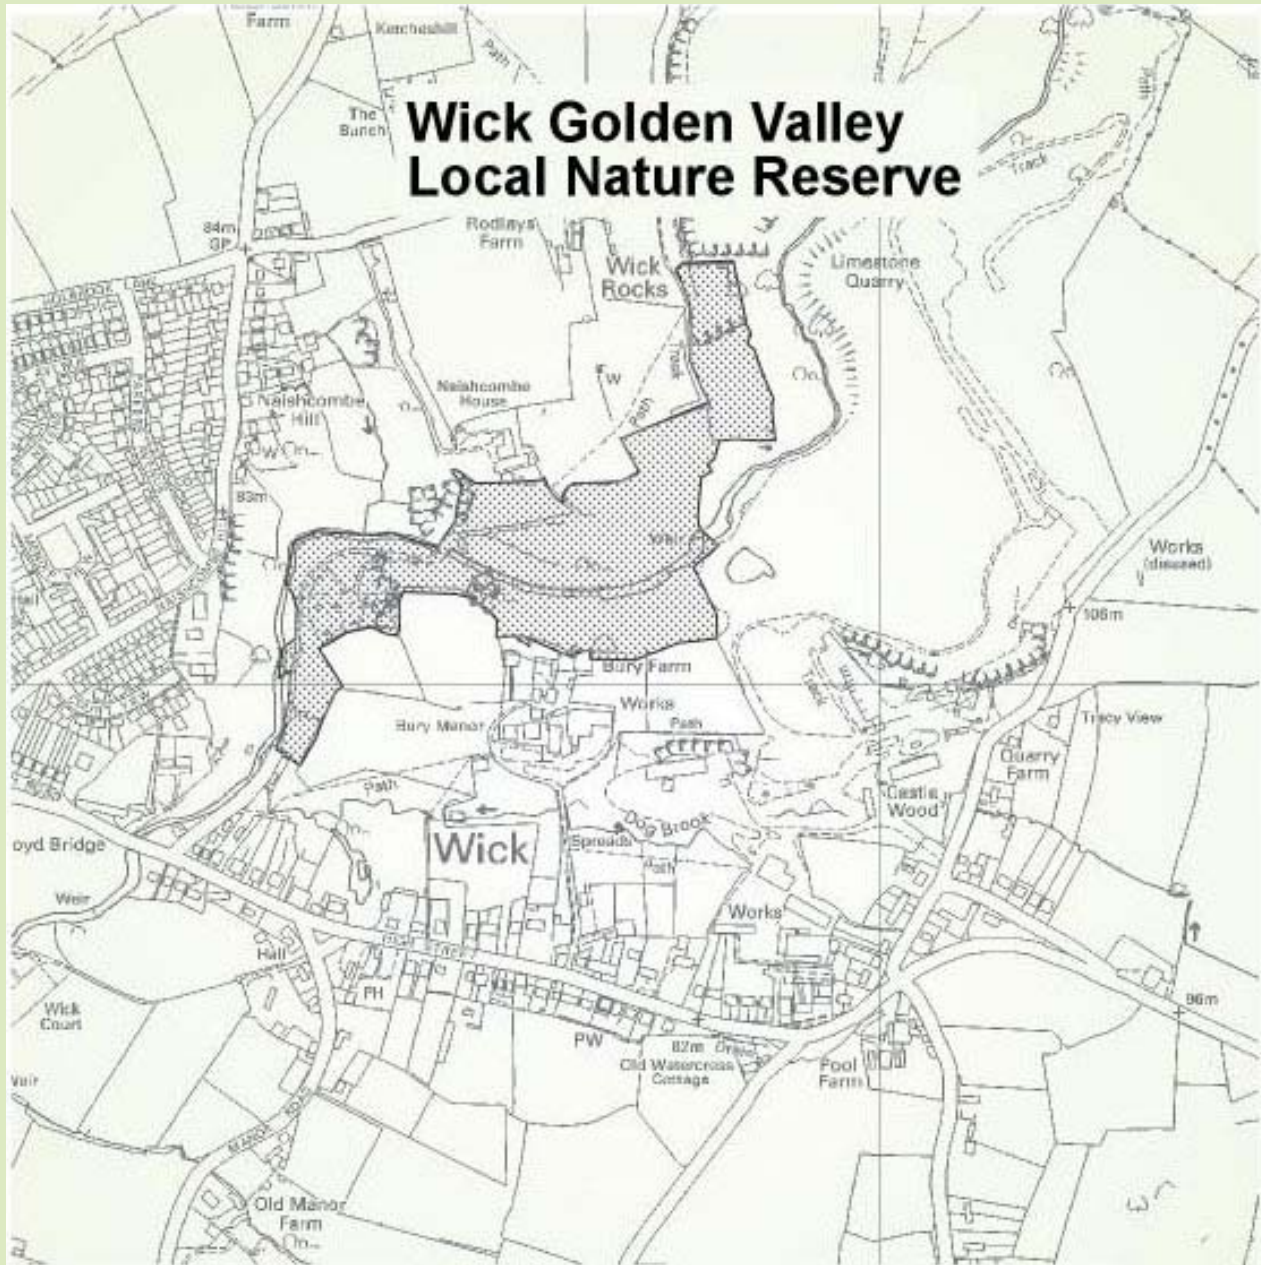 Farm
Ketcheshill
Path
The
Bunch
Wick Golden Valley
Local Nature Reserve
Path
Track
84m
GP
Rodleys
Farm
Wick
Rocks
Limestone
Quarry
Track
Naishcombe
House
W
Path
Naishcombe
Hill
W
83m
Weir
Works
(disused)
106m
Bury Farm
Track
Works
Bury Manor
Path
Tracy View
Quarry
Farm
Path
Castle
Wood
Dog Brook
Wick
Spreads
Path
oyd Bridge
Weir
Works
Hall
PH
96m
Wick
Court
PW
82m
Old Watercress
Cottage
Pool
Farm
Weir
Old Manor
Farm